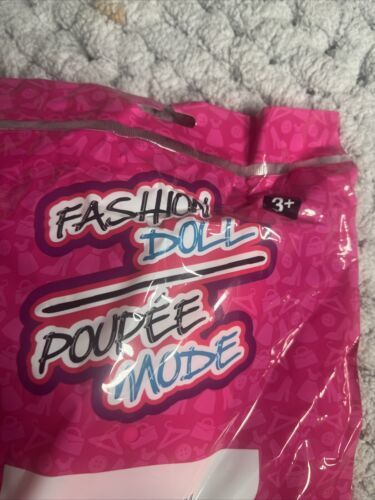 FASHION
DOLL
3+
POUPÉE
MODE